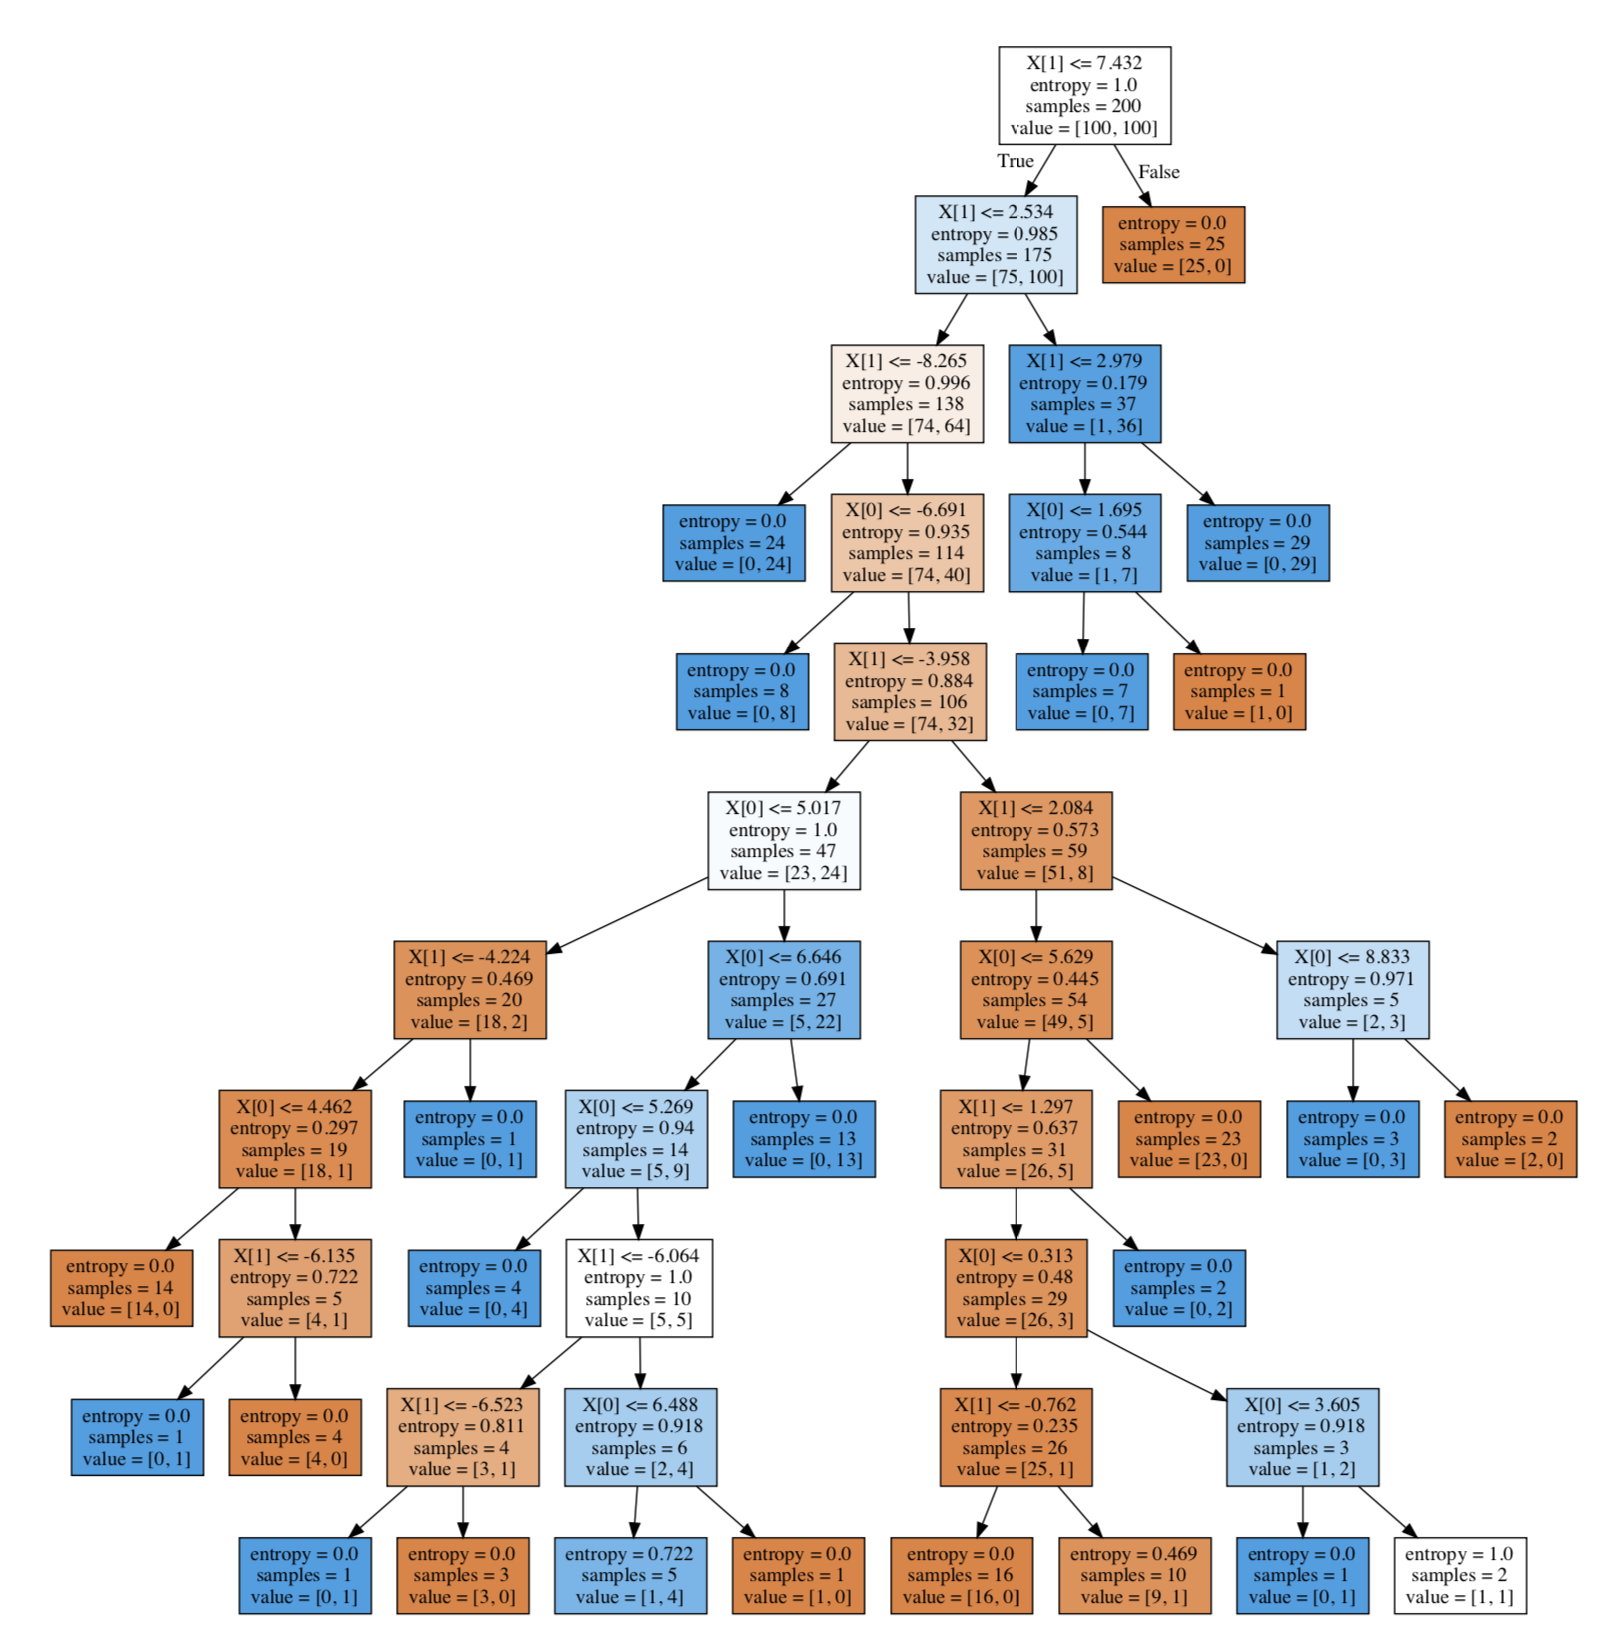 X[1] <= 7.432
entropy = 1.0
samples = 200
value = [100, 100]
True
False
X[1] <= 2.534
entropy = 0.985
samples = 175
value = [75, 100]
entropy = 0.0
samples = 25
value = [25, 0]
X[1] <= -8.265
entropy = 0.996
samples = 138
value = [74, 64]
X[1] <= 2.979
entropy = 0.179
samples = 37
value = [1, 36]
entropy = 0.0
samples = 24
value = [0, 24]
X[0] <= -6.691
entropy = 0.935
samples = 114
value = [74, 40]
X[0] <= 1.695
entropy = 0.544
samples = 8
value = [1, 7]
entropy = 0.0
samples = 29
value = [0, 29]
entropy = 0.0
samples = 8
value = [0, 8]
X[1] <= -3.958
entropy = 0.884
samples = 106
value = [74, 32]
entropy = 0.0
samples = 7
value = [0, 7]
entropy = 0.0
samples = 1
value = [1, 0]
X[0] <= 5.017
entropy = 1.0
samples = 47
value = [23, 24]
X[1] <= 2.084
entropy = 0.573
samples = 59
value = [51, 8]
X[1] <= -4.224
entropy = 0.469
samples = 20
value = [18, 2]
X[0] <= 6.646
entropy = 0.691
samples = 27
value = [5, 22]
X[0] <= 5.629
entropy = 0.445
samples = 54
value = [49, 5]
X[0] <= 8.833
entropy = 0.971
samples = 5
value = [2, 3]
X[0] <= 4.462
entropy = 0.297
samples = 19
value = [18, 1]
entropy = 0.0
samples = 1
value = [0, 1]
X[0] <= 5.269
entropy = 0.94
samples = 14
value = [5, 9]
entropy = 0.0
samples = 13
value = [0, 13]
X[1] <= 1.297
entropy = 0.637
samples = 31
value = [26, 5]
entropy = 0.0
samples = 23
value = [23, 0]
entropy = 0.0
samples = 3
value = [0, 3]
entropy = 0.0
samples = 2
value = [2, 0]
entropy = 0.0
samples = 14
value = [14, 0]
X[1] <= -6.135
entropy = 0.722
samples = 5
value = [4, 1]
entropy = 0.0
samples = 4
value = [0, 4]
X[1] <= -6.064
entropy = 1.0
samples = 10
value = [5, 5]
X[0] <= 0.313
entropy = 0.48
samples = 29
value = [26, 3]
entropy = 0.0
samples = 2
value = [0, 2]
entropy = 0.0
samples = 1
value = [0, 1]
entropy = 0.0
samples = 4
value = [4, 0]
X[1] <= -6.523
entropy = 0.811
samples = 4
value = [3, 1]
X[0] <= 6.488
entropy = 0.918
samples = 6
value = [2, 4]
X[1] <= -0.762
entropy = 0.235
samples = 26
value = [25, 1]
X[0] <= 3.605
entropy = 0.918
samples = 3
value = [1, 2]
entropy = 0.0
samples = 1
value = [0, 1]
entropy = 0.0
samples = 3
value = [3, 0]
entropy = 0.722
samples = 5
value = [1, 4]
entropy = 0.0
samples = 1
value = [1, 0]
entropy = 0.0
samples = 16
value = [16, 0]
entropy = 0.469
samples = 10
value = [9, 1]
entropy = 0.0
samples = 1
value = [0, 1]
entropy = 1.0
samples = 2
value = [1, 1]